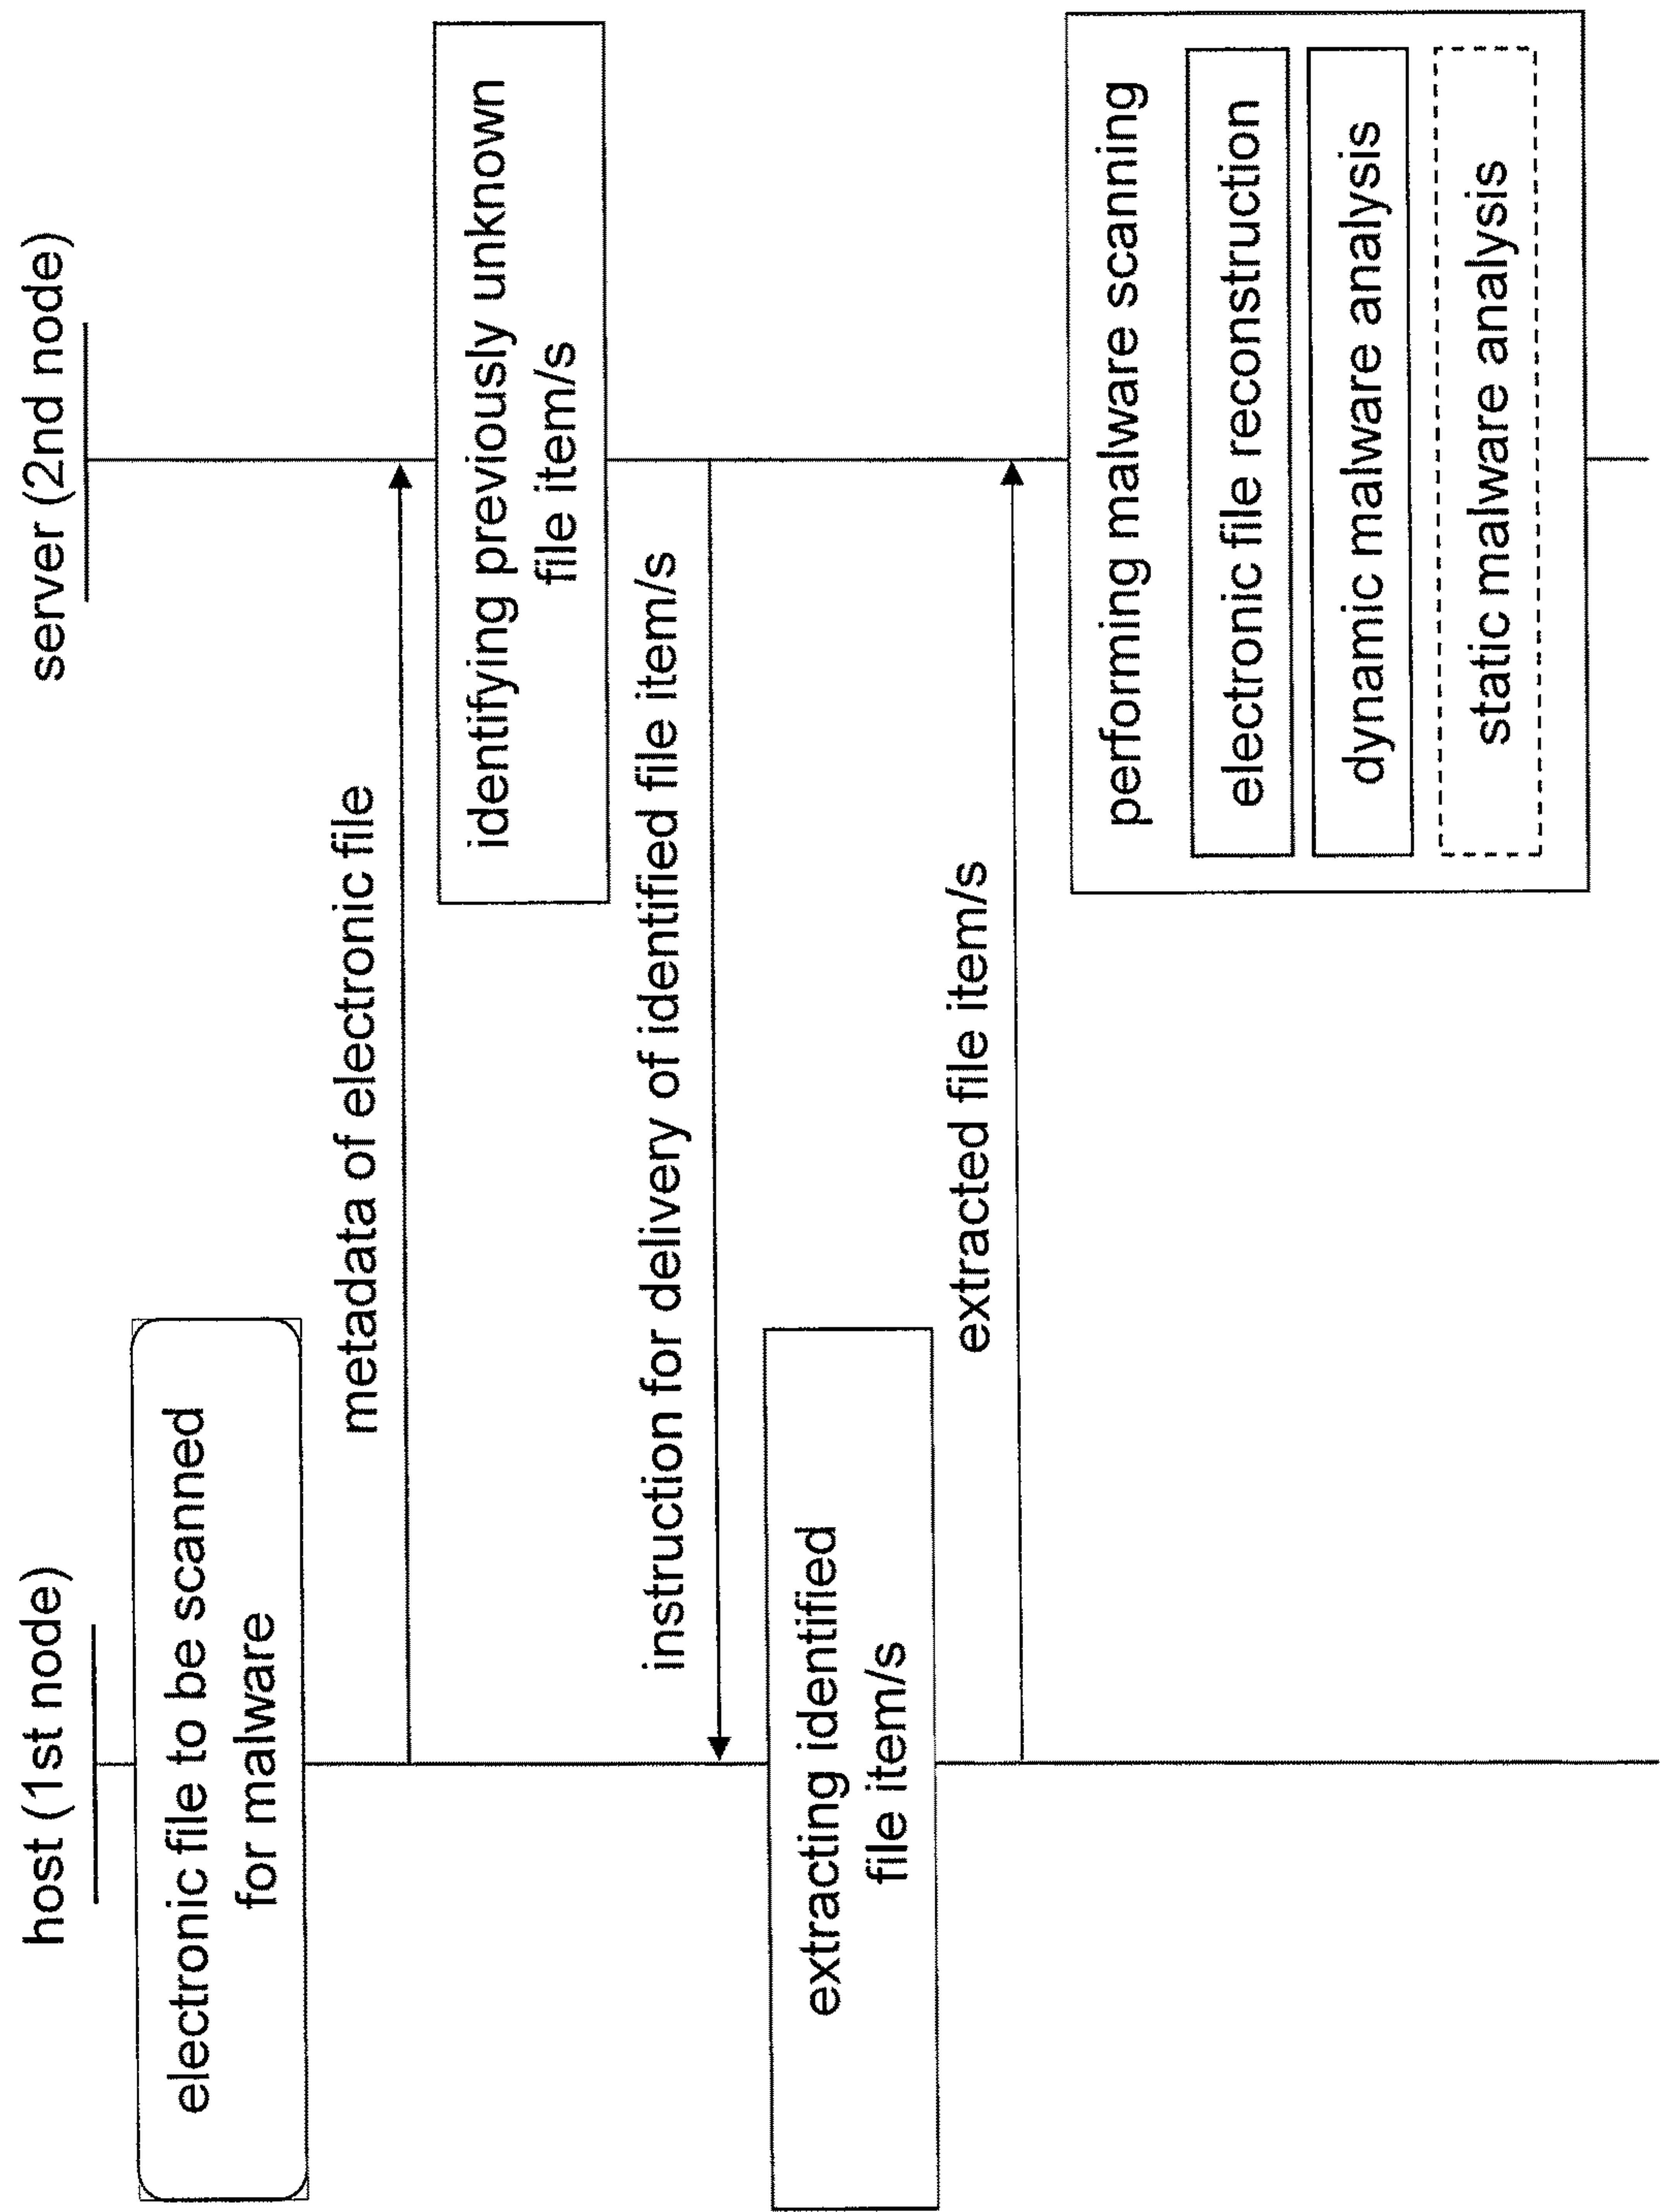 host (1st node)
server (2nd node)
electronic file to be scanned
for malware
metadata of electronic file
identifying previously unknown
file item/s
instruction for delivery of identified file item/s
extracting identified
file item/s
extracted file item/s
performing malware scanning
electronic file reconstruction
dynamic malware analysis
static malware analysis